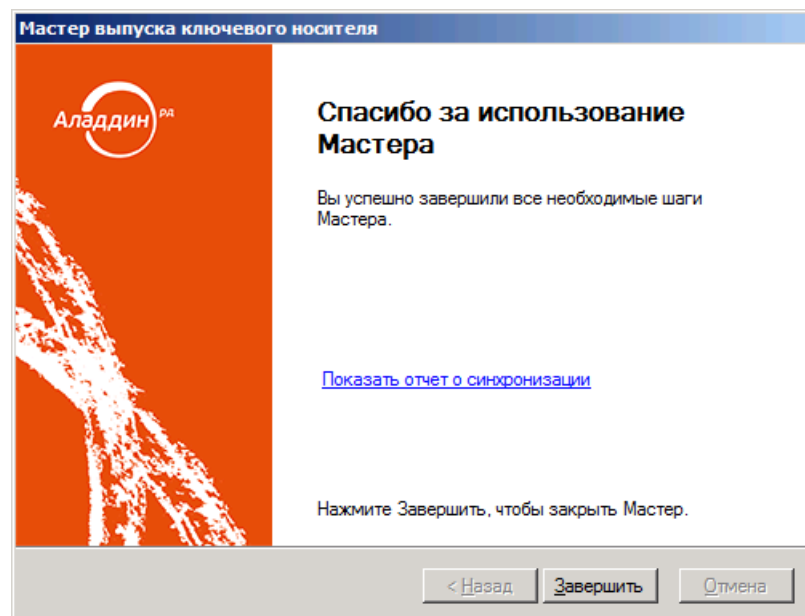 Мастер выпуска ключевого носителя
Аладдин РД
Спасибо за использование
Мастера
Вы успешно завершили все необходимые шаги
Мастера.
Показать отчет о синхронизации
Нажмите Завершить, чтобы закрыть Мастер.
< Назад Завершить Отмена